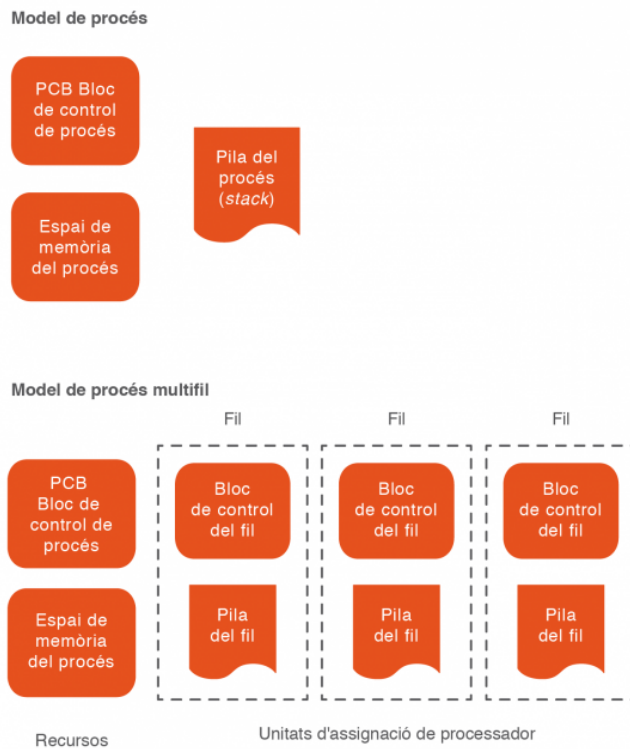 Model de procés
PCB Bloc
de control
de procés
Pila del
procés
(stack)
Espai de
memòria
del procés
Model de procés multifil
Fil
Fil
Fil
PCB
Bloc de
control de
procés
Bloc
de control
del fil
Bloc
de control
del fil
Bloc
de control
del fil
Espai de
memòria
del procés
Pila
del fil
Pila
del fil
Pila
del fil
Recursos
Unitats d'assignació de processador